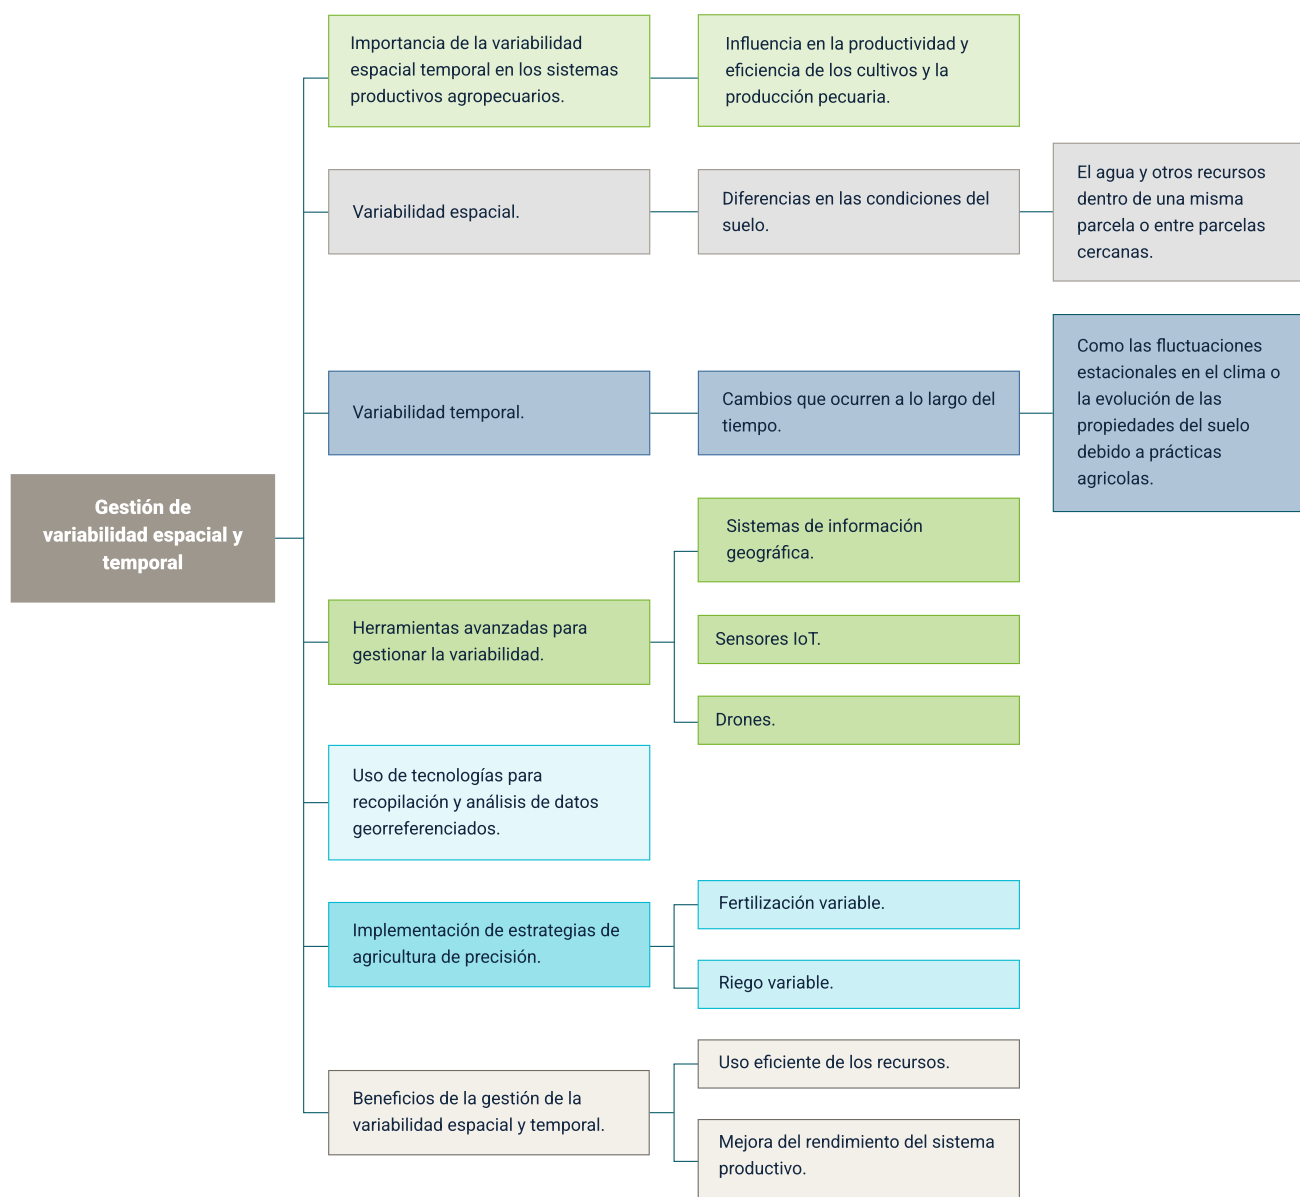 Importancia de la variabilidad
espacial temporal en los sistemas
productivos agropecuarios.
Influencia en la productividad y
eficiencia de los cultivos y la
producción pecuaria.
Variabilidad espacial.
Diferencias en las condiciones del
suelo.
El agua y otros recursos
dentro de una misma
parcela o entre parcelas
cercanas.
Variabilidad temporal.
Cambios que ocurren a lo largo del
tiempo.
Como las fluctuaciones
estacionales en el clima o
la evolución de las
propiedades del suelo
debido a prácticas
agricolas.
Gestión de
variabilidad espacial y
temporal
Herramientas avanzadas para
gestionar la variabilidad.
Sistemas de información
geográfica.
Sensores IoT.
Drones.
Uso de tecnologías para
recopilación y análisis de datos
georreferenciados.
Implementación de estrategias de
agricultura de precisión.
Fertilización variable.
Riego variable.
Beneficios de la gestión de la
variabilidad espacial y temporal.
Uso eficiente de los recursos.
Mejora del rendimiento del sistema
productivo.